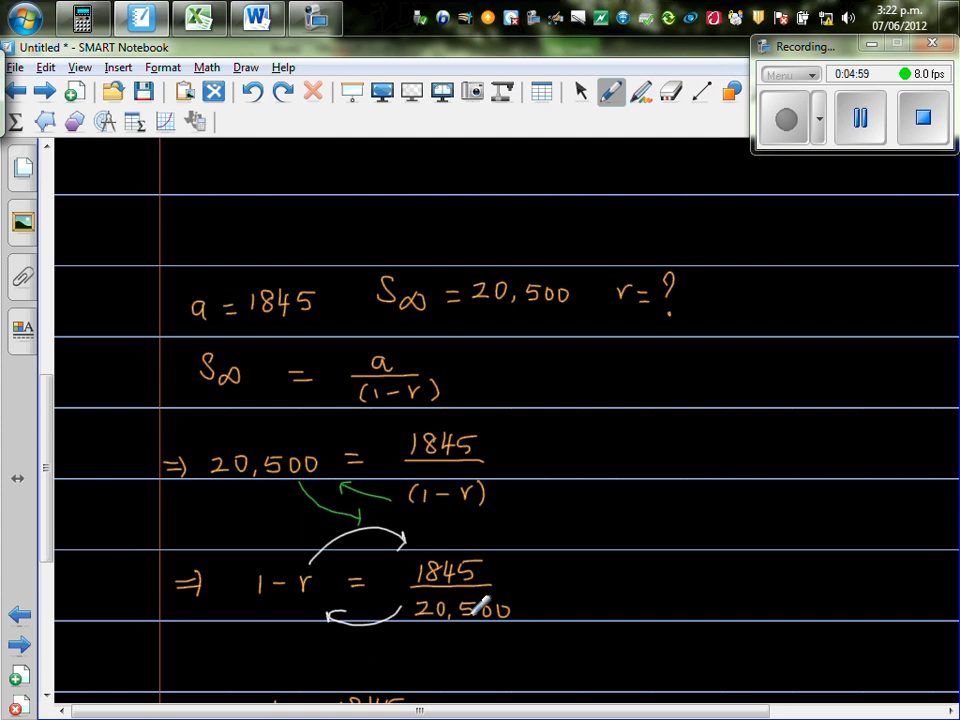 3:22 p.m.
07/06/2012
Untitled * - SMART Notebook
Recording...
File Edit View Insert Format Math Draw Help
Menu
0:04:59
8.0 fps
a = 1845 S∞ = 20,500 r = ?
S∞ = a / (1 - r)
⇒ 20,500 = 1845 / (1 - r)
⇒ 1 - r = 1845 / 20,500